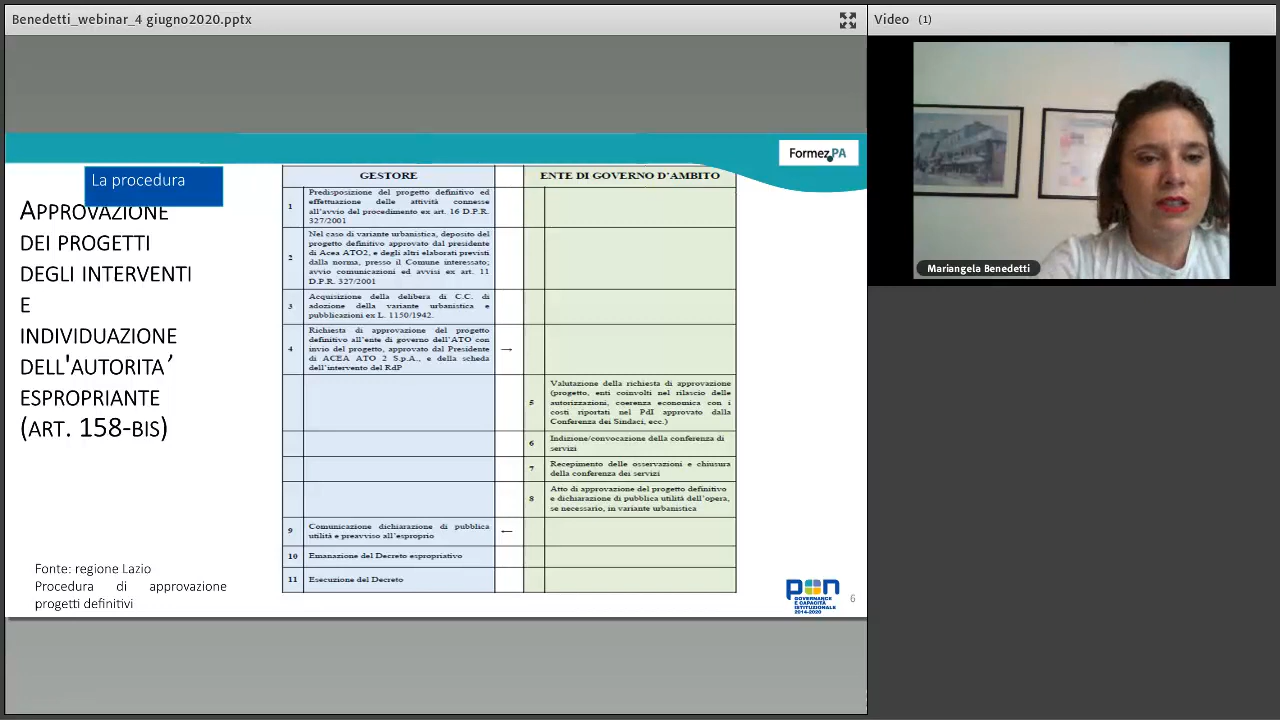 Benedetti_webinar_4 giugno2020.pptx
Video (1)
Formez PA
La procedura
APPROVAZIONE
DEI PROGETTI
DEGLI INTERVENTI
E
INDIVIDUAZIONE
DELL'AUTORITA’
ESPROPRIANTE
(ART. 158-BIS)
Fonte: regione Lazio
Procedura di approvazione
progetti definitivi
GESTORE
ENTE DI GOVERNO D’AMBITO
1
Predisposizione del progetto definitivo ed
effettuazione delle attività connesse
all’avvio del procedimento ex art. 16 D.P.R.
327/2001
2
Nel caso di variante urbanistica, deposito del
progetto definitivo approvato dal presidente
di Acea ATO2, e degli altri elaborati previsti
dalla norma, presso il Comune interessato;
avvio comunicazioni ed avvisi ex art. 11
D.P.R. 327/2001
3
Acquisizione della delibera di C.C. di
adozione della variante urbanistica e
pubblicazioni ex L. 1150/1942.
4
Richiesta di approvazione del progetto
definitivo all’ente di governo dell’ATO con
invio del progetto, approvato dal Presidente
di ACEA ATO 2 S.p.A., e della scheda
dell’intervento del RdP
→
5
Valutazione della richiesta di approvazione
(progetto, enti coinvolti nel rilascio delle
autorizzazioni, coerenza economica con i
costi riportati nel PdI approvato dalla
Conferenza dei Sindaci, ecc.)
6
Indizione/convocazione della conferenza di
servizi
7
Recepimento delle osservazioni e chiusura
della conferenza dei servizi
8
Atto di approvazione del progetto definitivo
e dichiarazione di pubblica utilità dell’opera,
se necessario, in variante urbanistica
9
Comunicazione dichiarazione di pubblica
utilità e preavviso all’esproprio
←
10
Emanazione del Decreto espropriativo
11
Esecuzione del Decreto
pon
GOVERNANCE
E CAPACITÀ
ISTITUZIONALE
2014-2020
6
Mariangela Benedetti